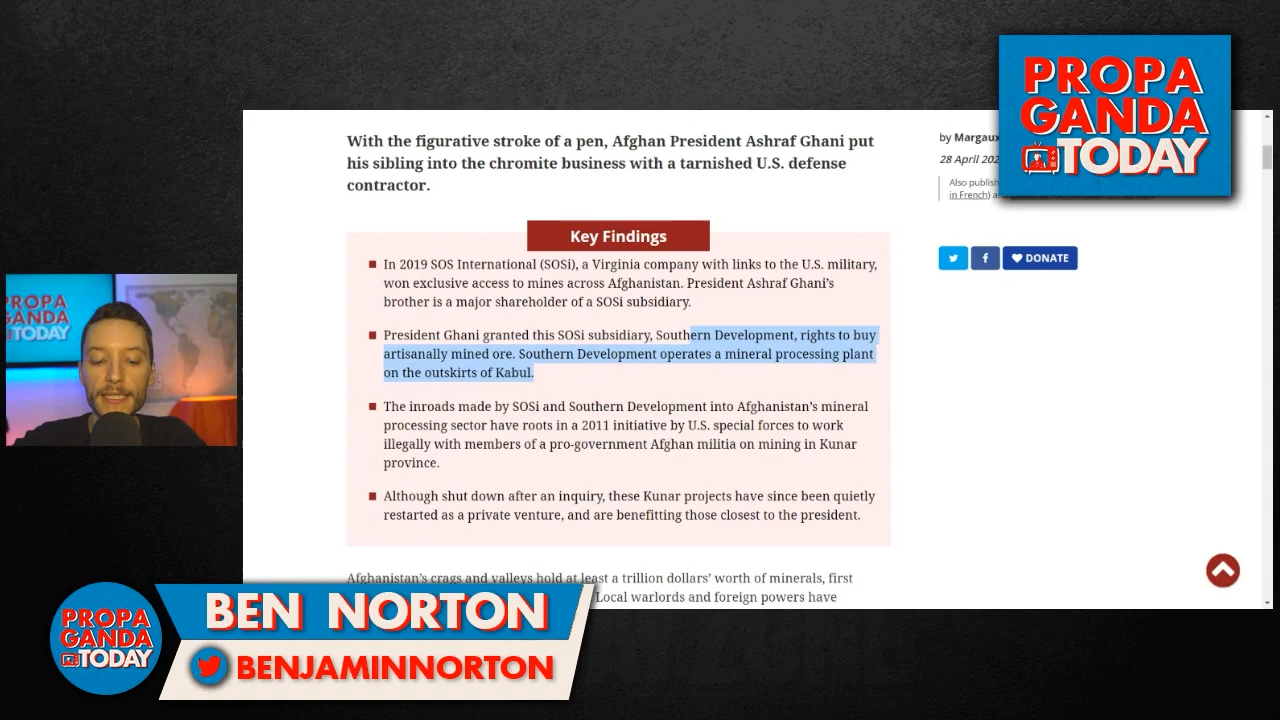 PROPA
GANDA
TODAY
With the figurative stroke of a pen, Afghan President Ashraf Ghani put
his sibling into the chromite business with a tarnished U.S. defense
contractor.
by Margaux
28 April 202
Also publish
in French) a
DONATE
Key Findings
In 2019 SOS International (SOSi), a Virginia company with links to the U.S. military,
won exclusive access to mines across Afghanistan. President Ashraf Ghani's
brother is a major shareholder of a SOSi subsidiary.
President Ghani granted this SOSi subsidiary, Southern Development, rights to buy
artisanally mined ore. Southern Development operates a mineral processing plant
on the outskirts of Kabul.
The inroads made by SOSi and Southern Development into Afghanistan's mineral
processing sector have roots in a 2011 initiative by U.S. special forces to work
illegally with members of a pro-government Afghan militia on mining in Kunar
province.
Although shut down after an inquiry, these Kunar projects have since been quietly
restarted as a private venture, and are benefitting those closest to the president.
Afghanistan's crags and valleys hold at least a trillion dollars' worth of minerals, first
Local warlords and foreign powers have
PROPA
GANDA
TODAY
PROPA
GANDA
TODAY
BEN NORTON
BENJAMINNORTON